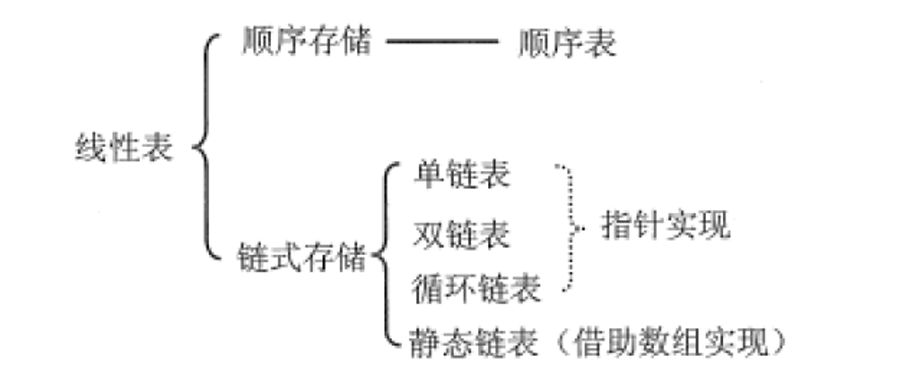 顺序存储 顺序表
线性表
单链表
双链表
指针实现
链式存储
循环链表
静态链表（借助数组实现）